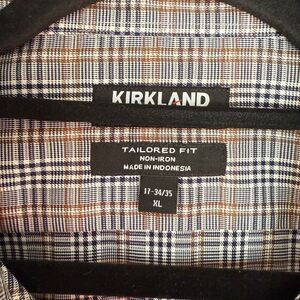 KIRKLAND
TAILORED FIT
NON-IRON
MADE IN INDONESIA
17-34/35
XL